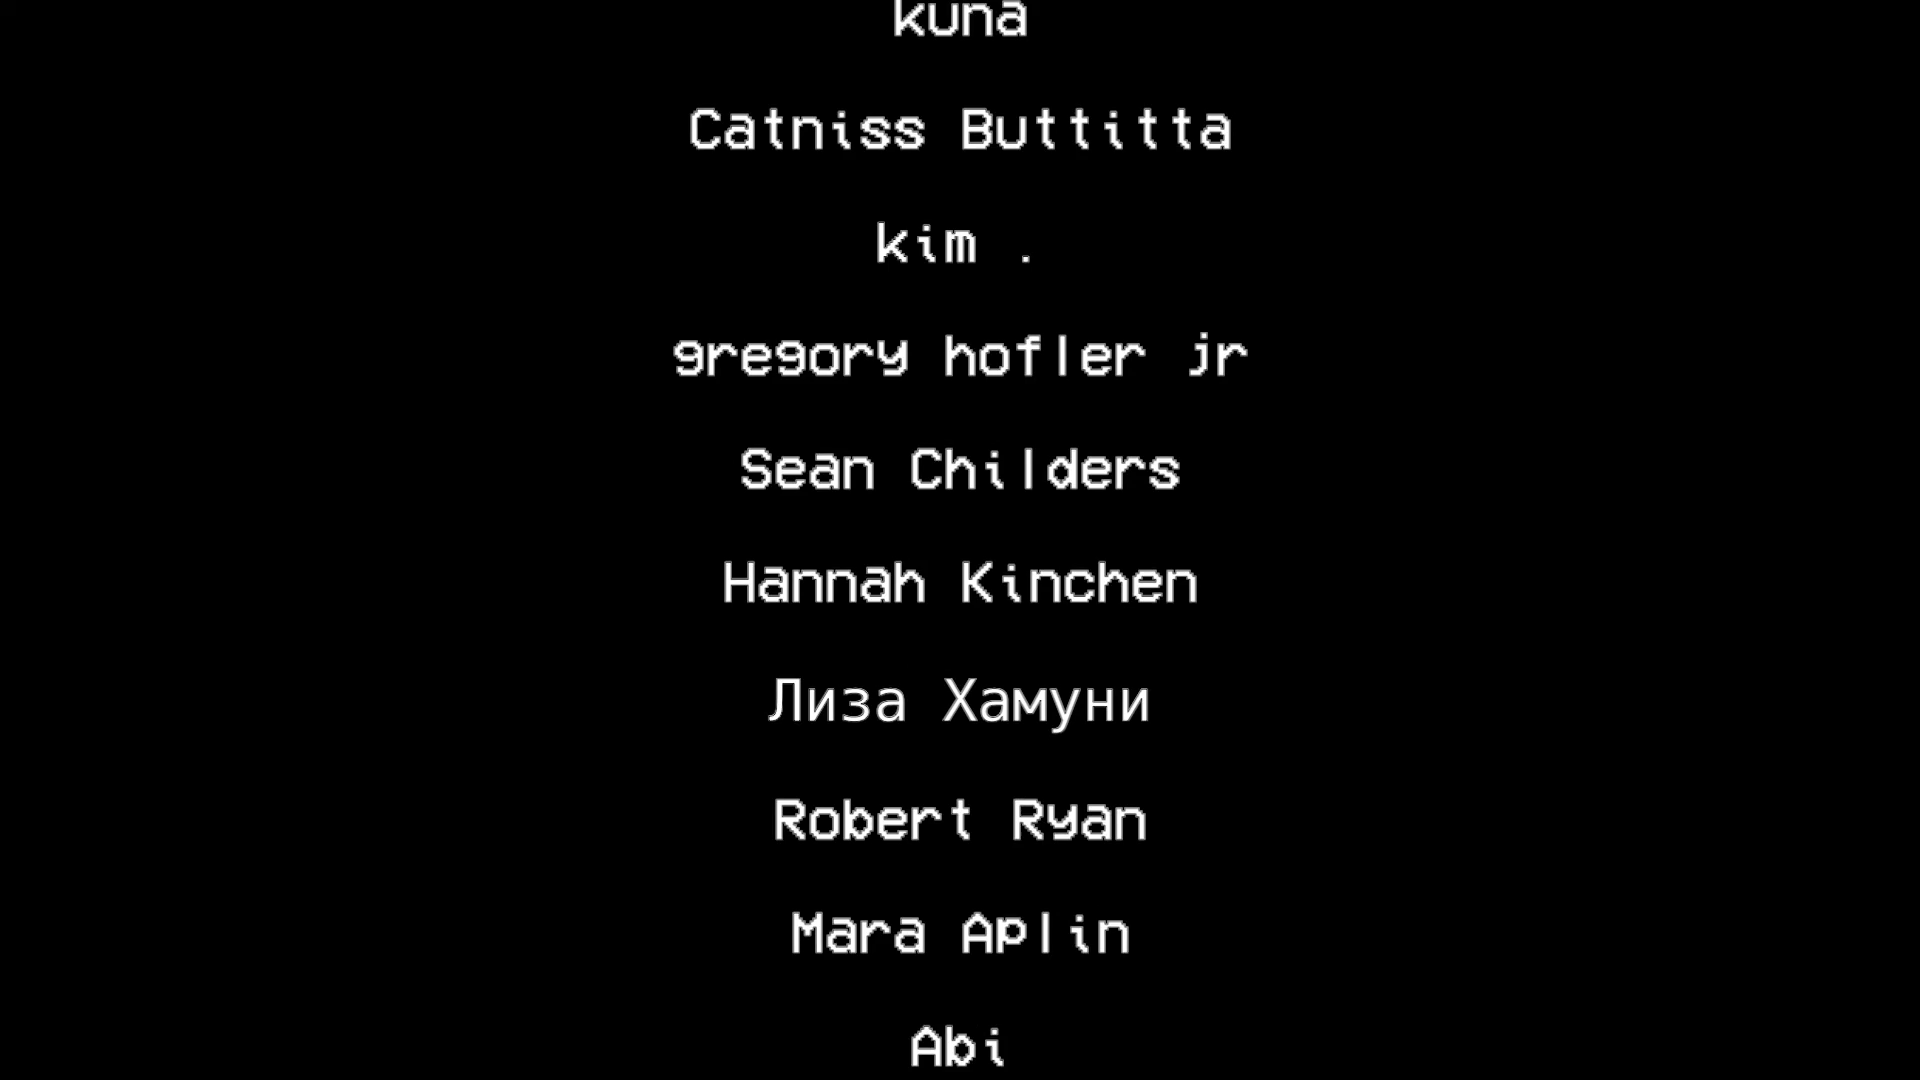 kuna
Catniss Buttitta
kim .
gregory hofler jr
Sean Childers
Hannah Kinchen
Лиза Хамуни
Robert Ryan
Mara Aplin
Abi